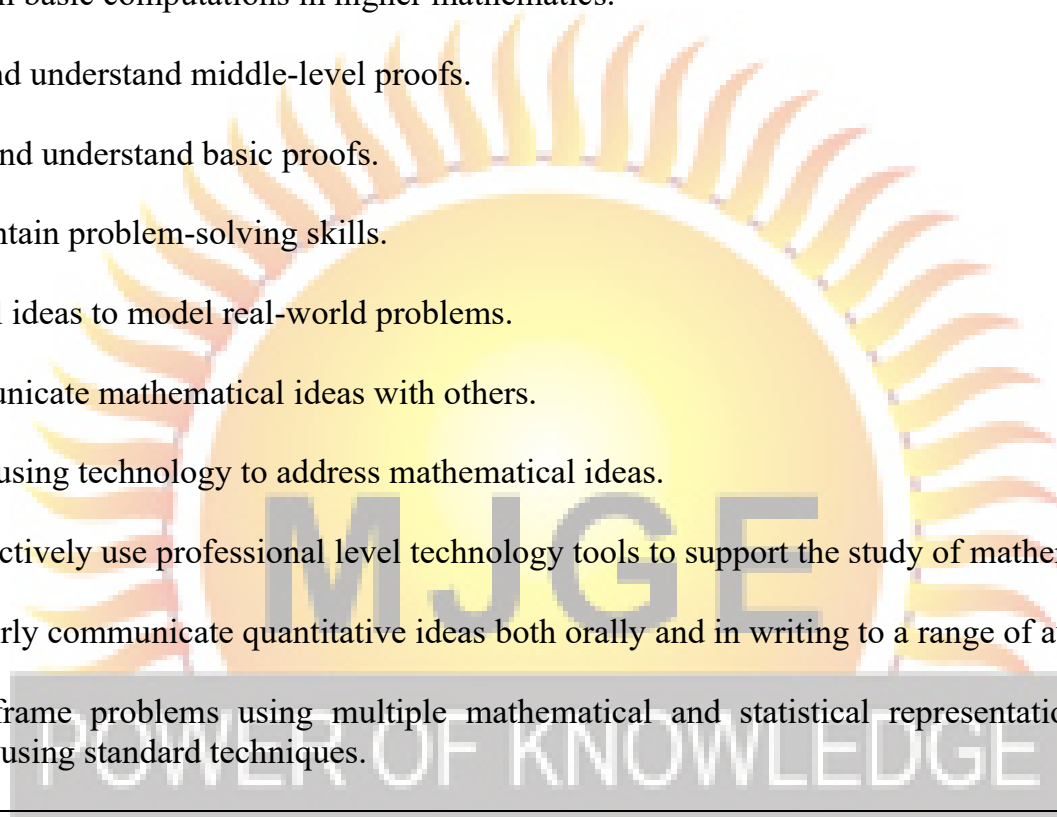 basic computations in higher mathematics.
nd understand middle-level proofs.
nd understand basic proofs.
ntain problem-solving skills.
ideas to model real-world problems.
unicate mathematical ideas with others.
using technology to address mathematical ideas.
ctively use professional level technology tools to support the study of mathe
rly communicate quantitative ideas both orally and in writing to a range of a
frame problems using multiple mathematical and statistical representatio
using standard techniques.
MJGE
POWER OF KNOWLEDGE